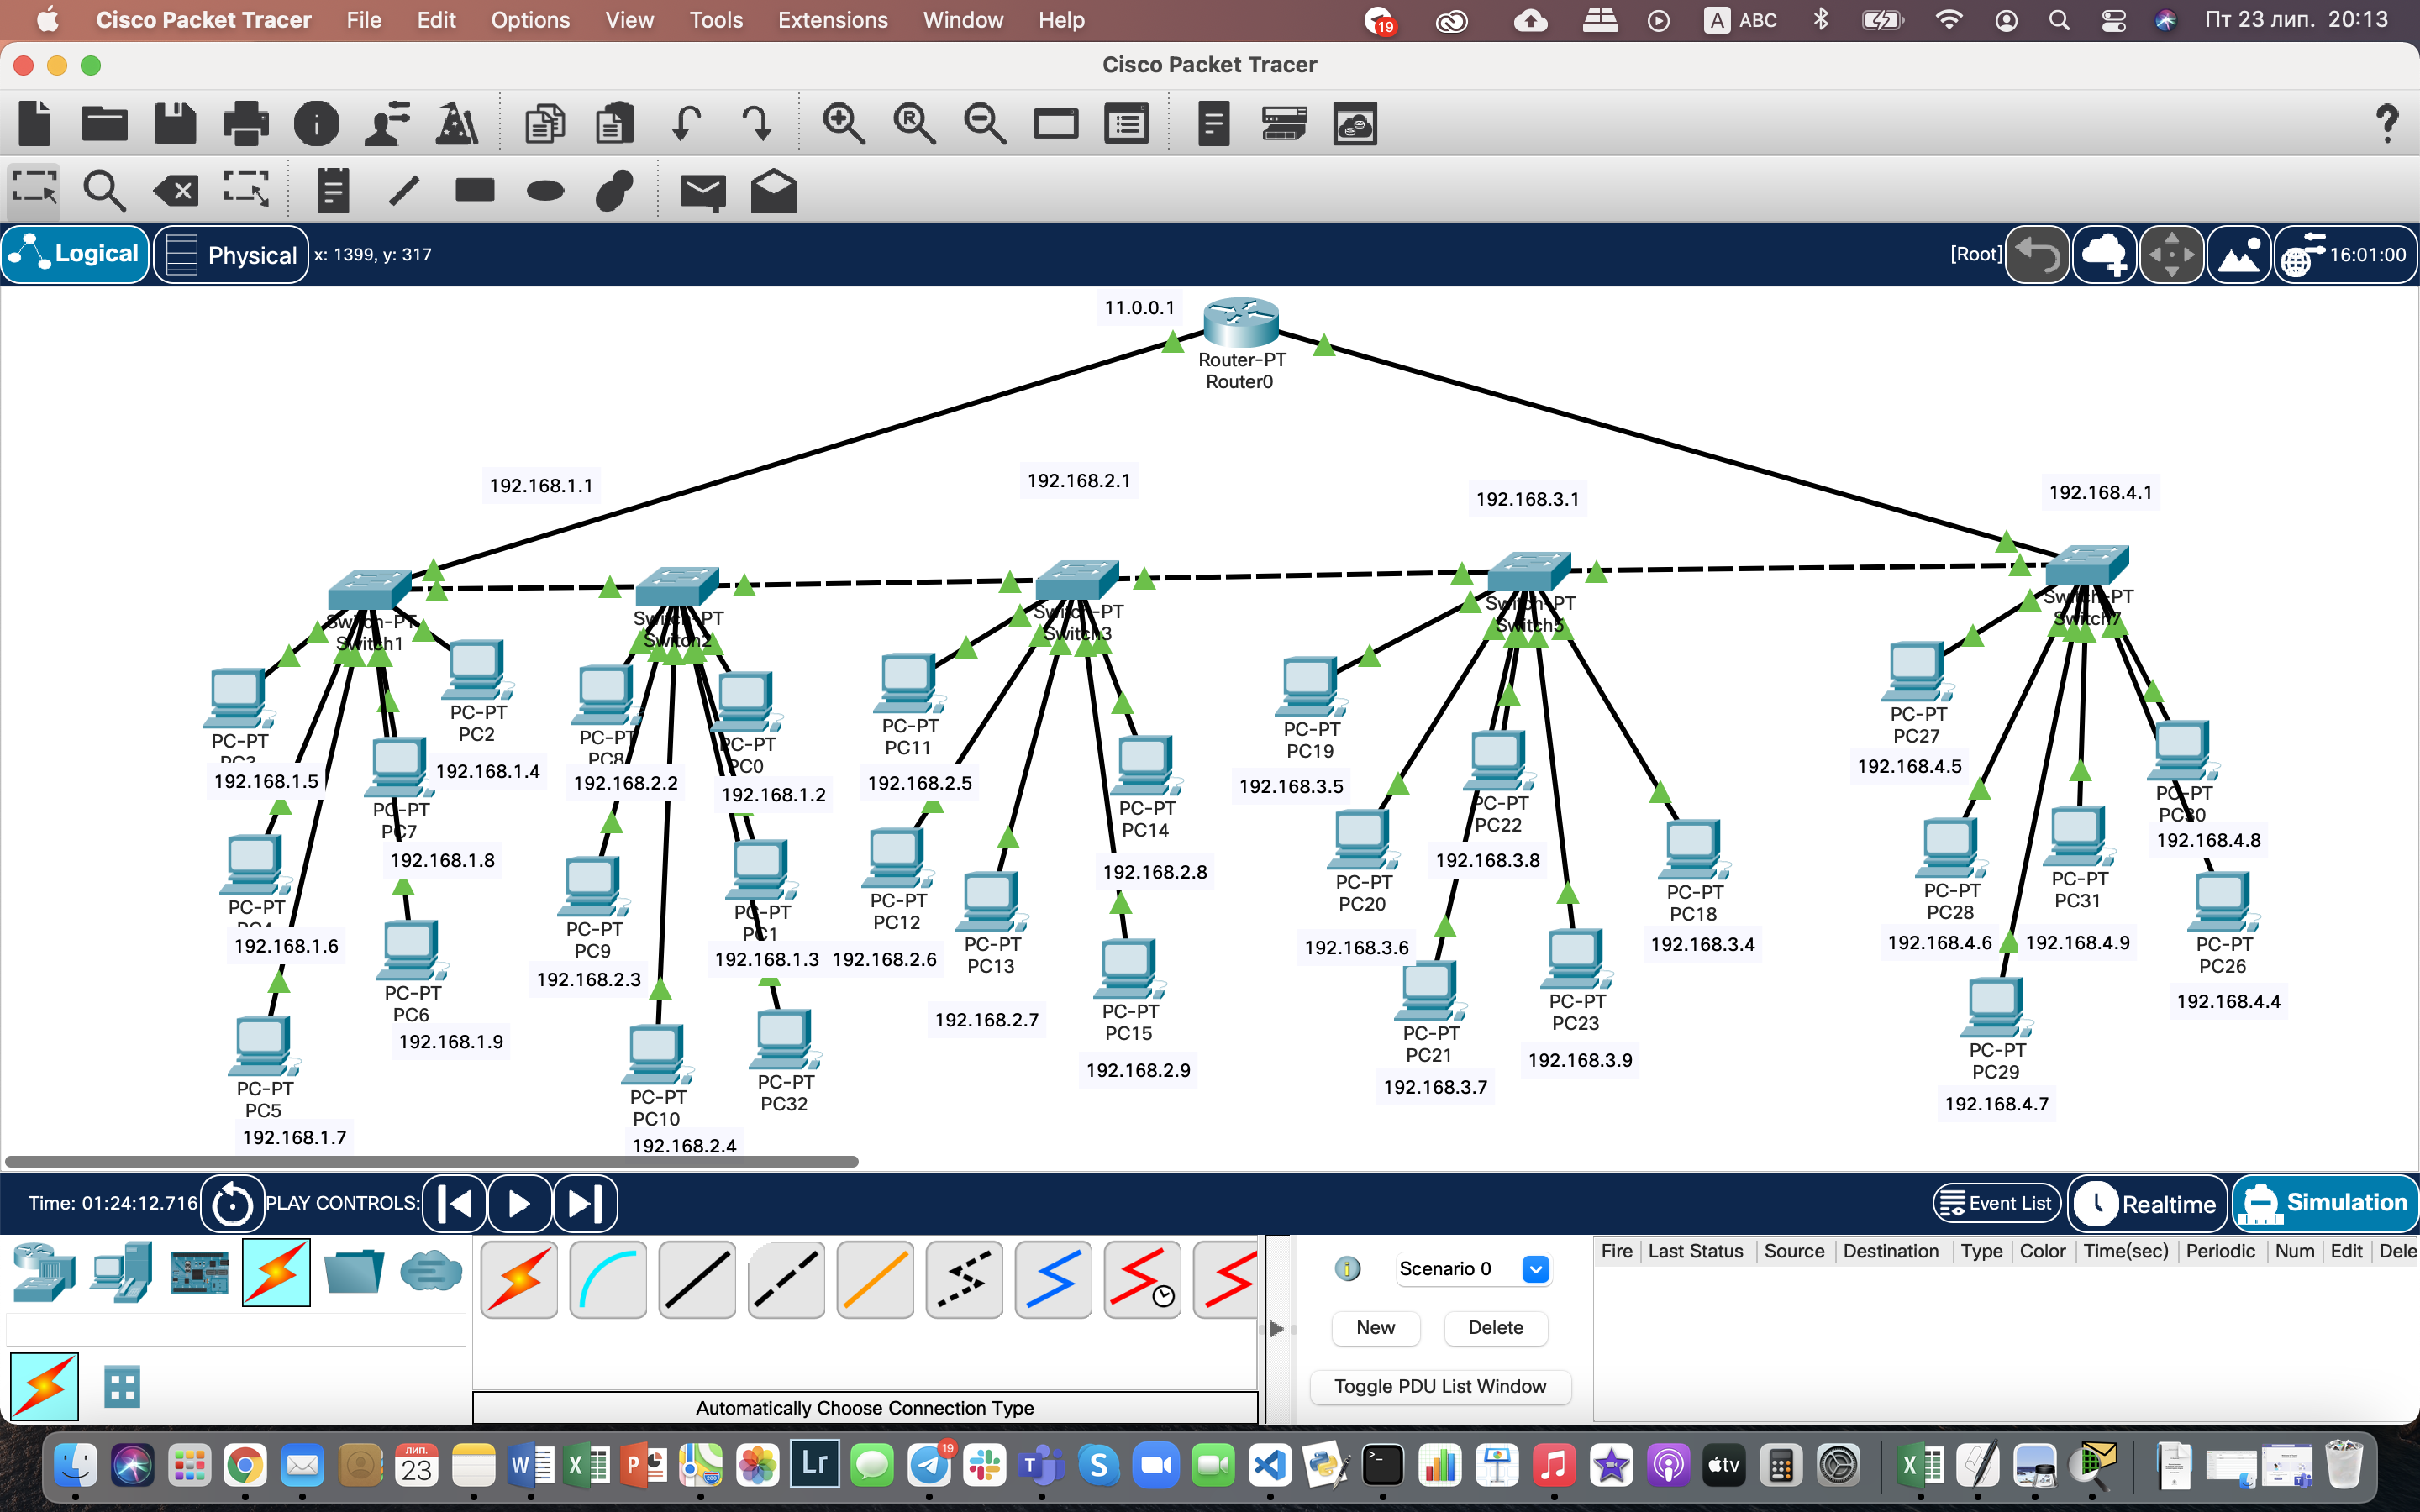 Cisco Packet Tracer File Edit Options View Tools Extensions Window Help 19 A ABC Пт 23 лип. 20:13
Cisco Packet Tracer
Logical Physical x: 1399, y: 317 [Root] 16:01:00
11.0.0.1
Router-PT
Router0
192.168.1.1
192.168.2.1
192.168.3.1
192.168.4.1
Switch-PT
Switch1
Switch-PT
Switch2
Switch-PT
Switch3
Switch-PT
Switch5
Switch-PT
Switch7
PC-PT
PC3
192.168.1.5
PC-PT
PC2
192.168.1.4
PC-PT
PC7
192.168.1.8
PC-PT
PC4
192.168.1.6
PC-PT
PC6
192.168.1.9
PC-PT
PC5
192.168.1.7
PC-PT
PC8
192.168.2.2
PC-PT
PC0
192.168.1.2
PC-PT
PC9
192.168.2.3
PC-PT
PC1
192.168.1.3
PC-PT
PC10
192.168.2.4
PC-PT
PC32
PC-PT
PC11
192.168.2.5
PC-PT
PC14
192.168.2.8
PC-PT
PC12
192.168.2.6
PC-PT
PC13
192.168.2.7
PC-PT
PC15
192.168.2.9
PC-PT
PC19
192.168.3.5
PC-PT
PC22
192.168.3.8
PC-PT
PC20
192.168.3.6
PC-PT
PC18
192.168.3.4
PC-PT
PC21
192.168.3.7
PC-PT
PC23
192.168.3.9
PC-PT
PC27
192.168.4.5
PC-PT
PC30
192.168.4.8
PC-PT
PC28
192.168.4.6
PC-PT
PC31
192.168.4.9
PC-PT
PC26
192.168.4.4
PC-PT
PC29
192.168.4.7
Time: 01:24:12.716 PLAY CONTROLS: Event List Realtime Simulation
Scenario 0
New Delete
Toggle PDU List Window
Fire Last Status Source Destination Type Color Time(sec) Periodic Num Edit Dele
Automatically Choose Connection Type
ЛИП.
23
Lr
19
tv